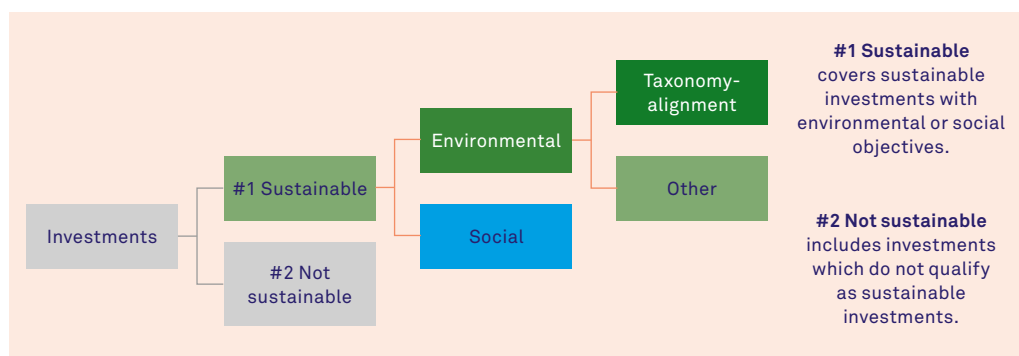 Investments
#1 Sustainable
#2 Not
sustainable
Environmental
Social
Taxonomy-
alignment
Other
#1 Sustainable
covers sustainable
investments with
environmental or social
objectives.
#2 Not sustainable
includes investments
which do not qualify
as sustainable
investments.